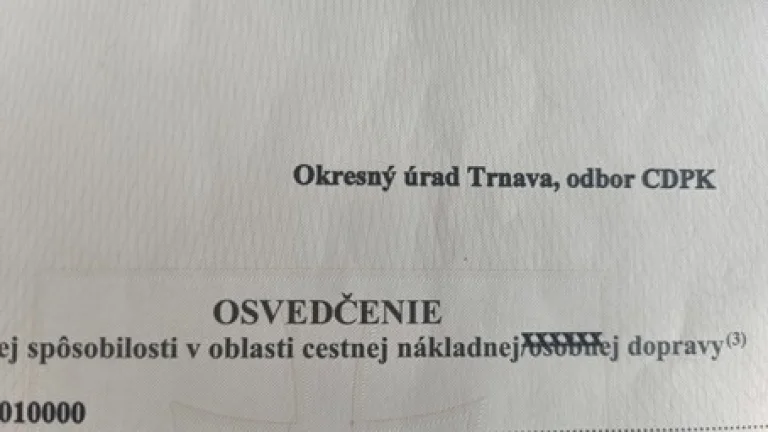 Okresný úrad Trnava, odbor CDPK
OSVEDČENIE
ej spôsobilosti v oblasti cestnej nákladnej/osobnej dopravy(3)
010000